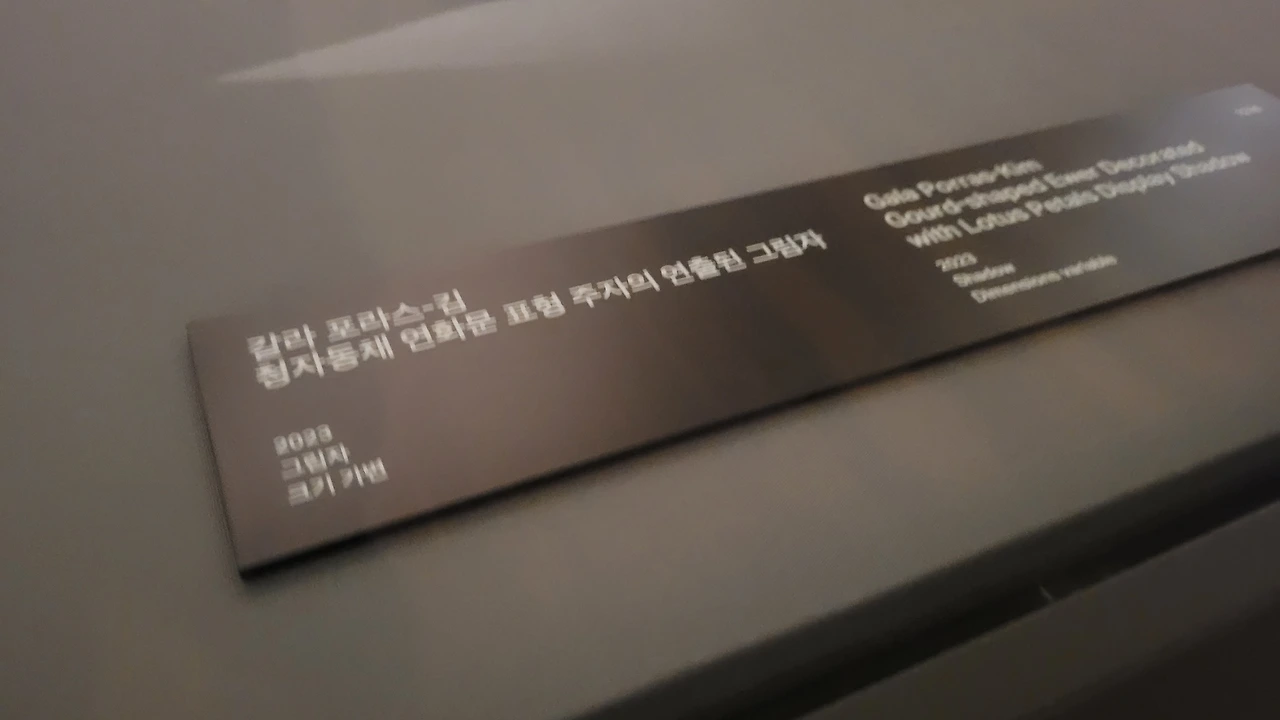 갈라 포라스-킴
청자동채 연화문 표형 주자의 연출된 그림자
2023
그림자
크기 가변
Gala Porras-Kim
Gourd-shaped Ewer Decorated
with Lotus Petals Display Shadow
2023
Shadow
Dimensions variable